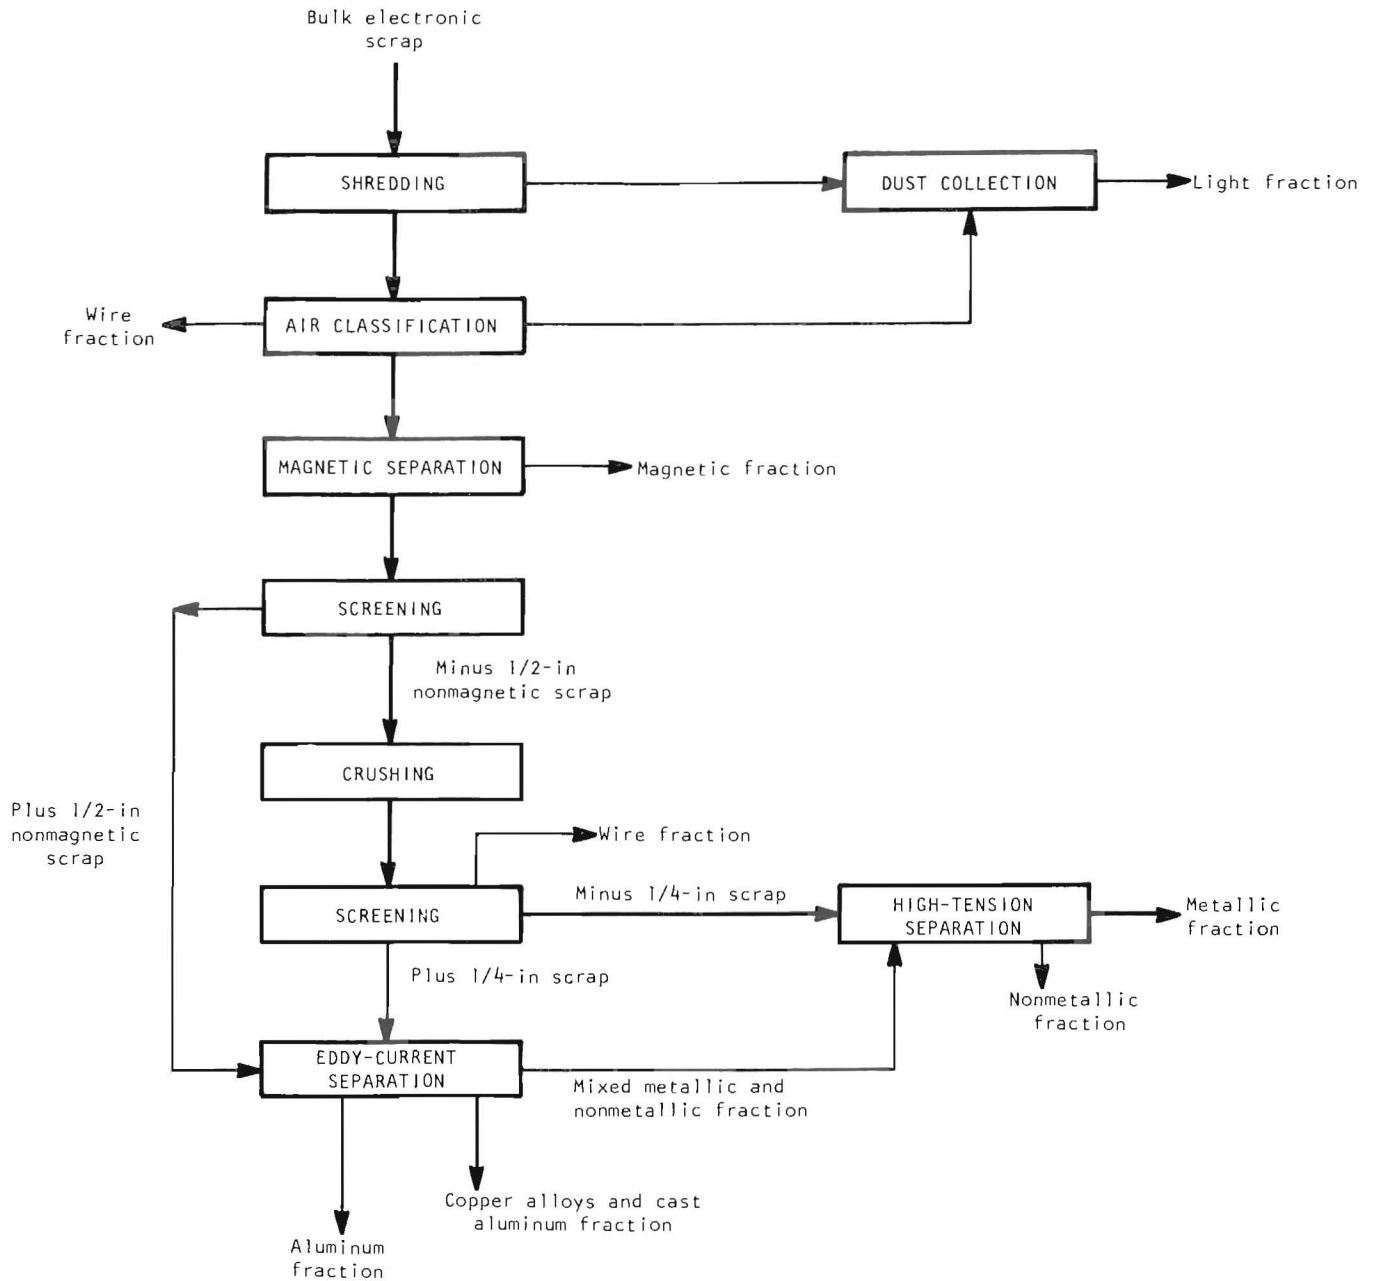 Bulk electronic
scrap
SHREDDING
DUST COLLECTION
Light fraction
Wire
fraction
AIR CLASSIFICATION
MAGNETIC SEPARATION
Magnetic fraction
SCREENING
Minus 1/2-in
nonmagnetic scrap
CRUSHING
Plus 1/2-in
nonmagnetic
scrap
Wire fraction
SCREENING
Minus 1/4-in scrap
HIGH-TENSION
SEPARATION
Metallic
fraction
Plus 1/4-in scrap
Nonmetallic
fraction
EDDY-CURRENT
SEPARATION
Mixed metallic and
nonmetallic fraction
Copper alloys and cast
aluminum fraction
Aluminum
fraction